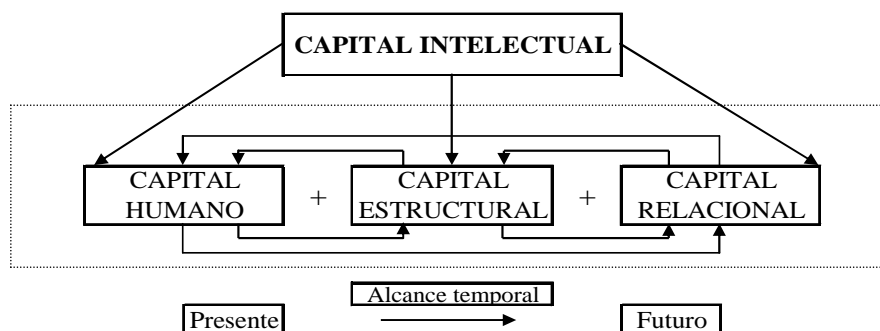 CAPITAL INTELECTUAL
CAPITAL
HUMANO
+
CAPITAL
ESTRUCTURAL
+
CAPITAL
RELACIONAL
Alcance temporal
Presente
Futuro